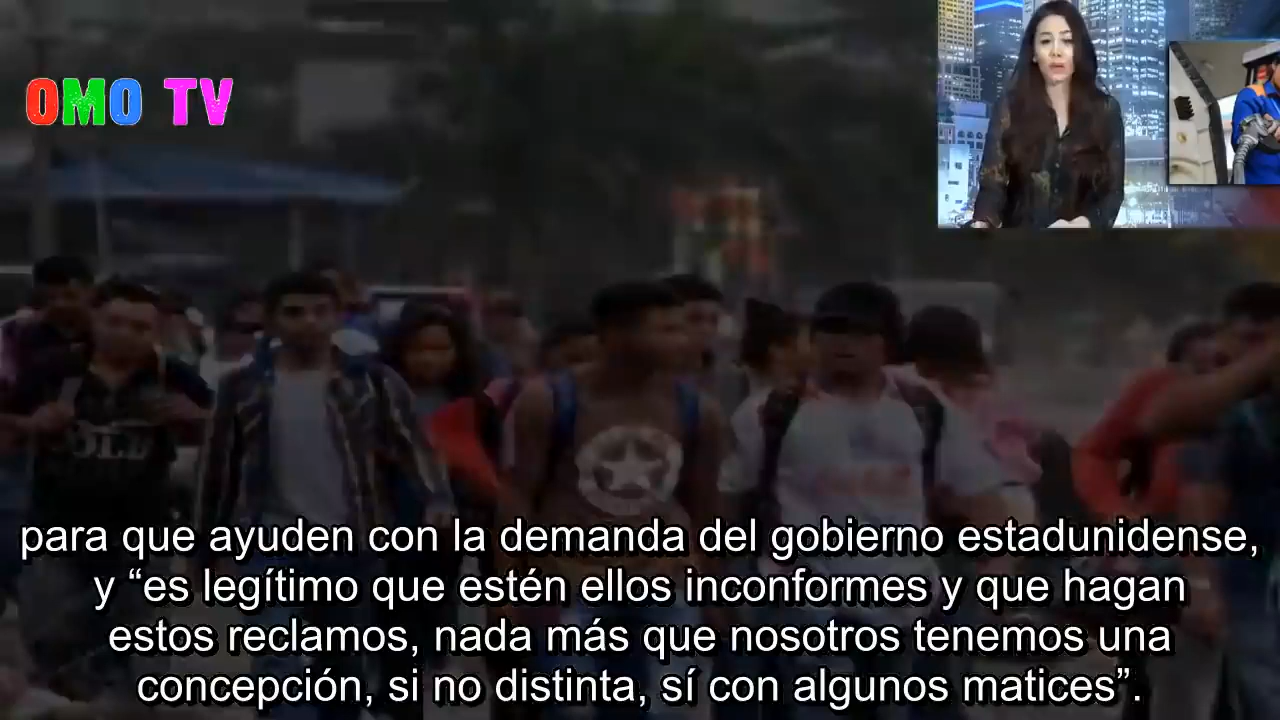 OMO TV
para que ayuden con la demanda del gobierno estadunidense,
y “es legítimo que estén ellos inconformes y que hagan
estos reclamos, nada más que nosotros tenemos una
concepción, si no distinta, sí con algunos matices”.